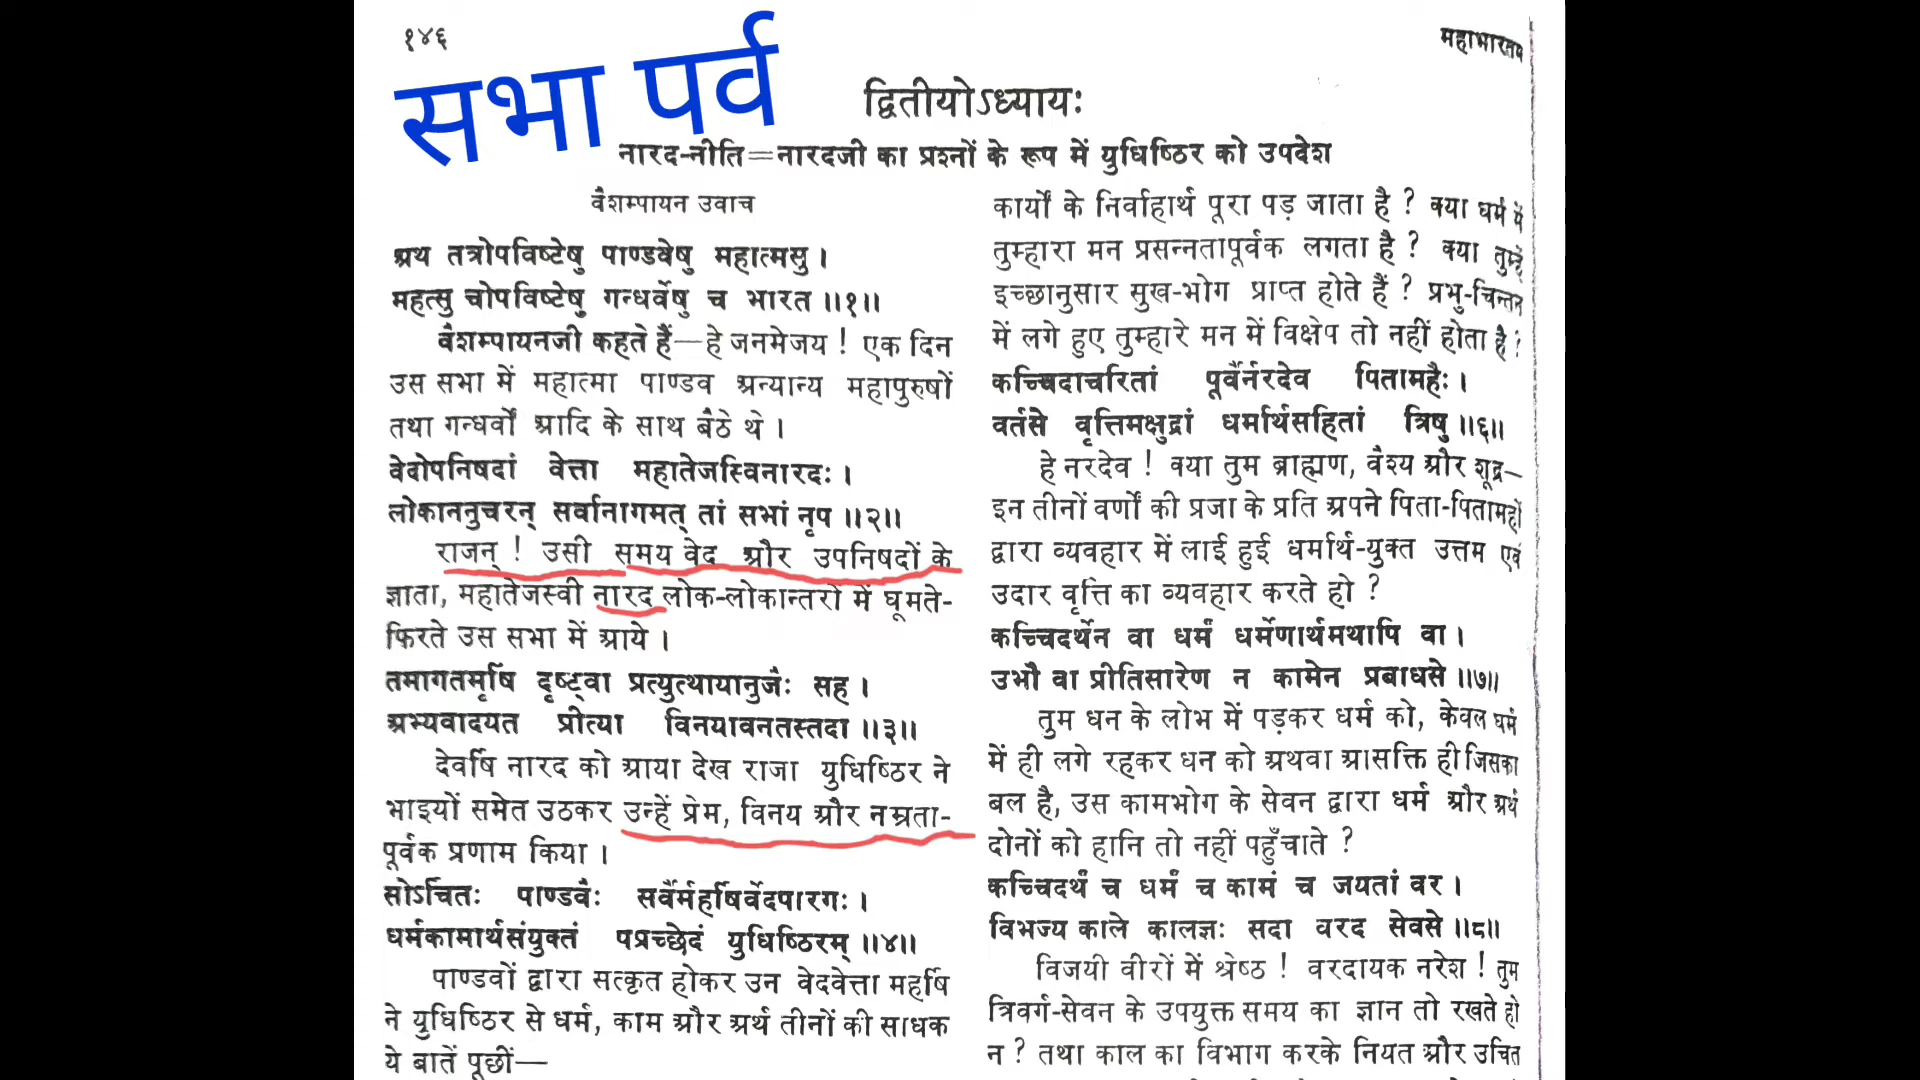 १४६
महाभारतम्
सभा पर्व
द्वितीयोऽध्यायः
नारद-नीति=नारदजी का प्रश्नों के रूप में युधिष्ठिर को उपदेश
वैशम्पायन उवाच
अथ तत्रोपविष्टेषु पाण्डवेषु महात्मसु ।
महत्सु चोपविष्टेषु गन्धर्वेषु च भारत ॥१॥
वैशम्पायनजी कहते हैं—हे जनमेजय ! एक दिन
उस सभा में महात्मा पाण्डव अन्यान्य महापुरुषों
तथा गन्धर्वों आदि के साथ बैठे थे ।
वेदोपनिषदां वेत्ता महातेजस्विनारदः ।
लोकाननुचरन् सर्वानागमत् तां सभां नृप ॥२॥
राजन् ! उसी समय वेद और उपनिषदों के
ज्ञाता, महातेजस्वी नारद लोक-लोकान्तरों में घूमते-
फिरते उस सभा में आये ।
तमागतमृषि दृष्ट्वा प्रत्युत्थायानुजैः सह ।
अभ्यवादयत प्रीत्या विनयावनतस्तदा ॥३॥
देवर्षि नारद को आया देख राजा युधिष्ठिर ने
भाइयों समेत उठकर उन्हें प्रेम, विनय और नम्रता-
पूर्वक प्रणाम किया ।
सोऽर्चितः पाण्डवैः सर्वैर्महर्षिर्वेदपारगः ।
धर्मकामार्थसंयुक्तं पप्रच्छेदं युधिष्ठिरम् ॥४॥
पाण्डवों द्वारा सत्कृत होकर उन वेदवेत्ता महर्षि
ने युधिष्ठिर से धर्म, काम और अर्थ तीनों की साधक
ये बातें पूछीं—
कार्यों के निर्वाहार्थ पूरा पड़ जाता है ? क्या धर्म में
तुम्हारा मन प्रसन्नतापूर्वक लगता है ? क्या तुम्हें
इच्छानुसार सुख-भोग प्राप्त होते हैं ? प्रभु-चिन्तन
में लगे हुए तुम्हारे मन में विक्षेप तो नहीं होता है ?
कच्चिदाचरितां पूर्वैर्नरदेव पितामहैः ।
वर्तसे वृत्तिमक्षुद्रां धर्मार्थसहितां त्रिषु ॥६॥
हे नरदेव ! क्या तुम ब्राह्मण, वैश्य और शूद्र—
इन तीनों वर्णों की प्रजा के प्रति अपने पिता-पितामहों
द्वारा व्यवहार में लाई हुई धर्मार्थ-युक्त उत्तम एवं
उदार वृत्ति का व्यवहार करते हो ?
कच्चिदर्थेन वा धर्मं धर्मेणार्थमथापि वा ।
उभौ वा प्रीतिसारेण न कामेन प्रबाधसे ॥७॥
तुम धन के लोभ में पड़कर धर्म को, केवल धर्म
में ही लगे रहकर धन को अथवा आसक्ति ही जिसका
बल है, उस कामभोग के सेवन द्वारा धर्म और अर्थ
दोनों को हानि तो नहीं पहुँचाते ?
कच्चिदर्थं च धर्मं च कामं च जयतां वर ।
विभज्य काले कालज्ञः सदा वरद सेवसे ॥८॥
विजयी वीरों में श्रेष्ठ ! वरदायक नरेश ! तुम
त्रिवर्ग-सेवन के उपयुक्त समय का ज्ञान तो रखते हो
न ? तथा काल का विभाग करके नियत और उचित